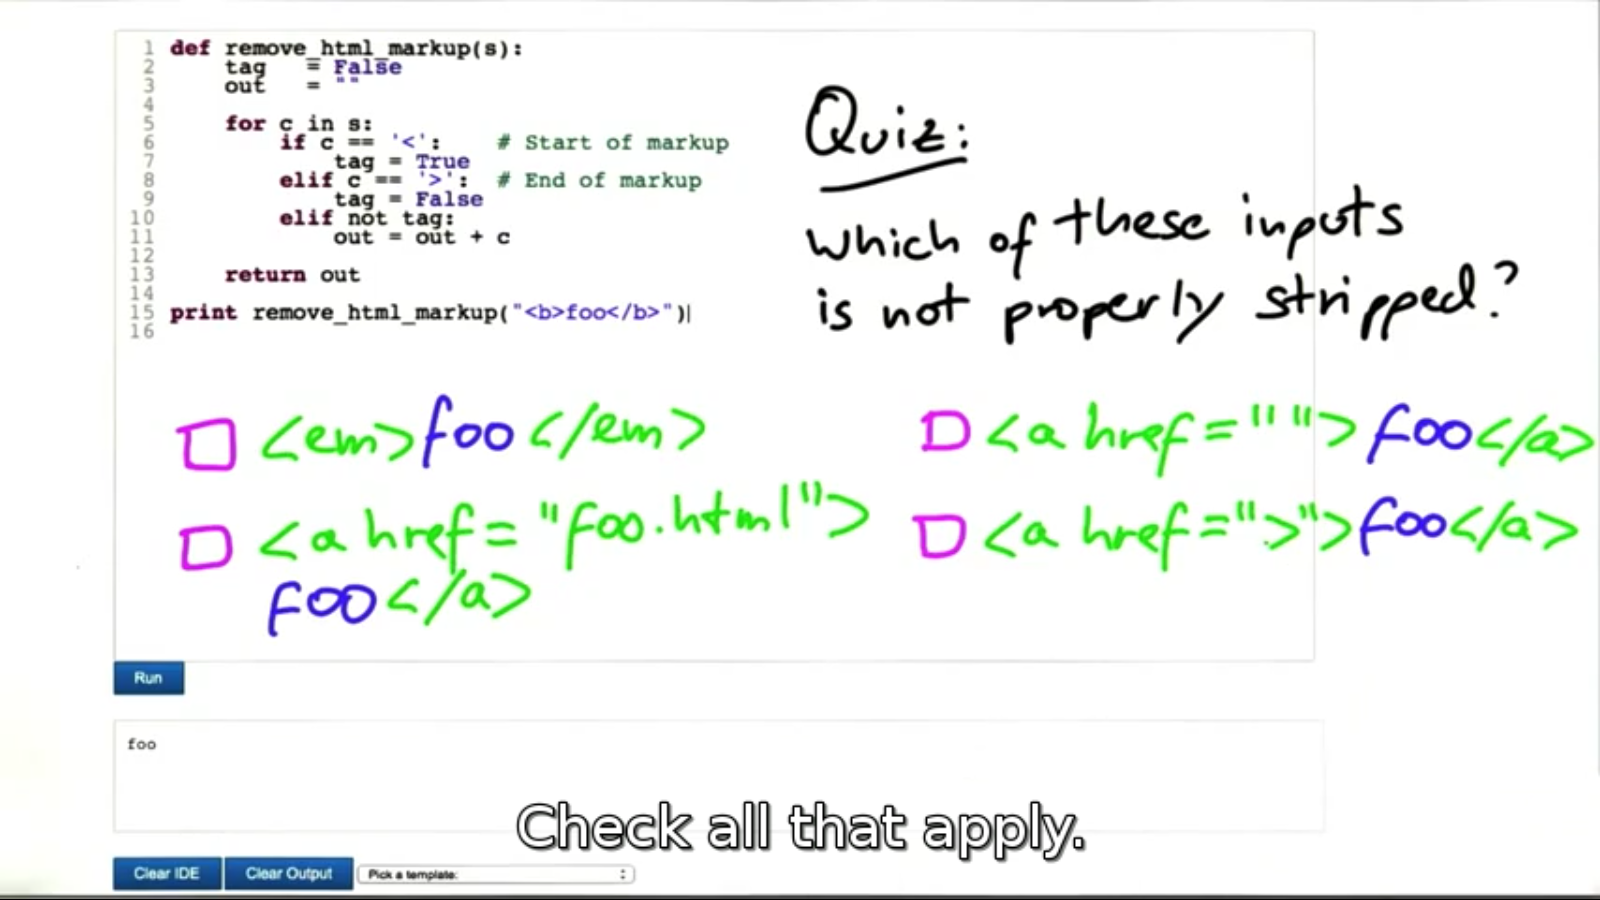 1 def remove_html_markup(s):
2     tag   = False
3     out   = ""
4
5     for c in s:
6         if c == '<':    # Start of markup
7             tag = True
8         elif c == '>':  # End of markup
9             tag = False
10         elif not tag:
11             out = out + c
12
13     return out
14
15 print remove_html_markup("<b>foo</b>")
16
Quiz:
which of these inputs
is not properly stripped?
<em>foo</em>
<a href="">foo</a>
<a href="foo.html">
foo</a>
<a href=">">foo</a>
Run
foo
Check all that apply.
Clear IDE
Clear Output
Pick a template: